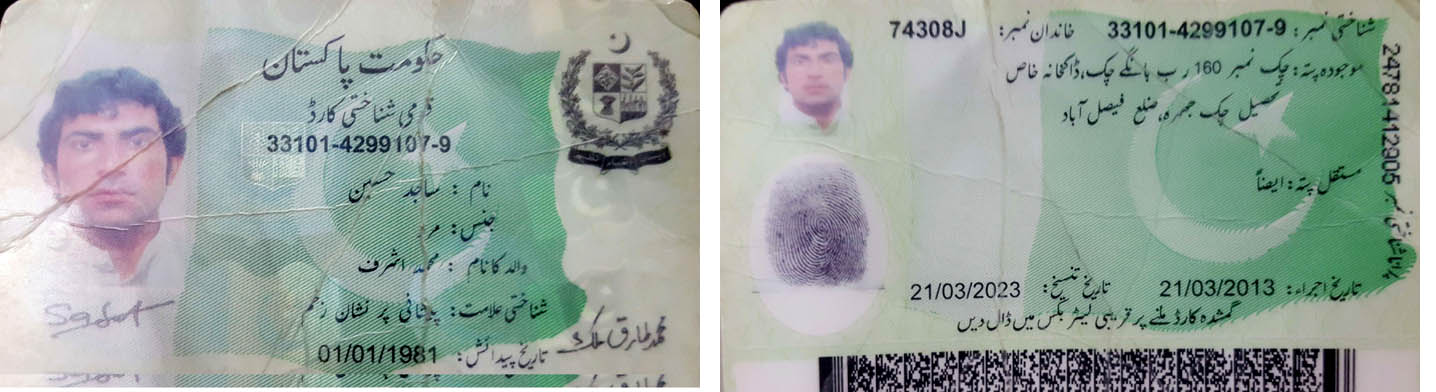 حکومت پاکستان
قومی شناختی کارڈ
33101-4299107-9
نام : ساجد حسین
جنس: مرد
والد کا نام : محمد اشرف
شناختی علامت: پیشانی پر نشان زخم
تاریخ پیدائش: 01/01/1981
محمد طارق ملک
شناختی نمبر: 33101-4299107-9 خاندان نمبر: 74308J
موجودہ پتہ: چک نمبر 160 ر ب بانگے چک، ڈاکخانہ خاص
تحصیل چک جھمرہ، ضلع فیصل آباد
مستقل پتہ: ایضاً
تاریخ اجراء: 21/03/2013 تاریخ تنسیخ: 21/03/2023
گمشدہ کارڈ ملنے پر قریبی لیٹر بکس میں ڈال دیں
247814412905